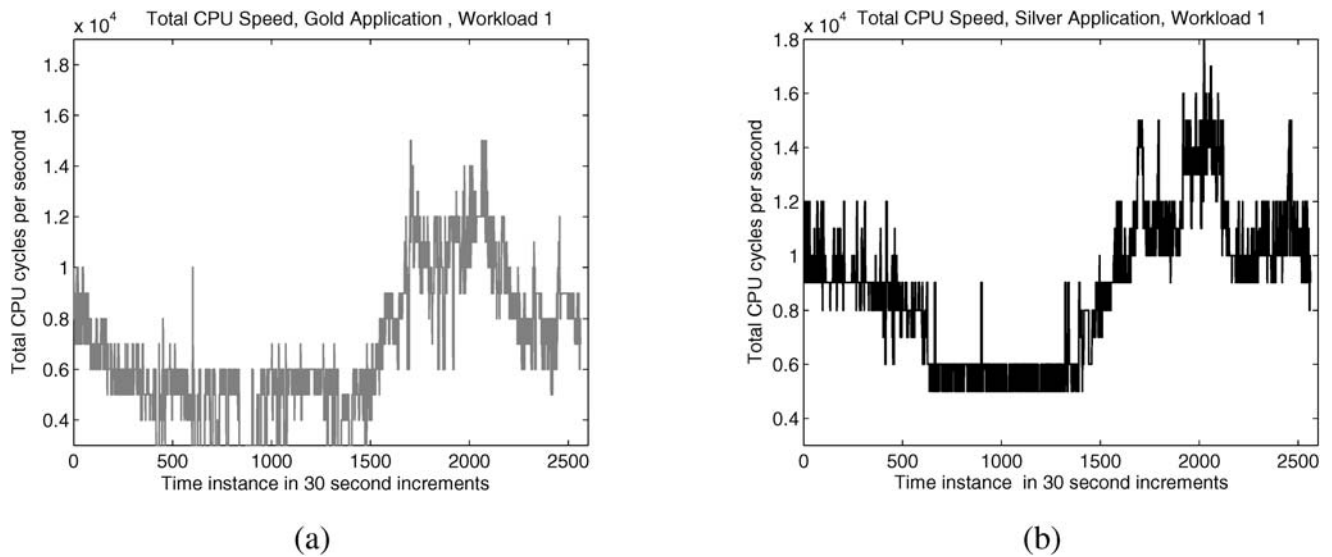 Total CPU Speed, Gold Application , Workload 1
x 10^4
1.8
1.6
1.4
1.2
1
0.8
0.6
0.4
Total CPU cycles per second
0 500 1000 1500 2000 2500
Time instance in 30 second increments
(a)
Total CPU Speed, Silver Application, Workload 1
x 10^4
1.8
1.6
1.4
1.2
1
0.8
0.6
0.4
Total CPU cycles per second
0 500 1000 1500 2000 2500
Time instance in 30 second increments
(b)